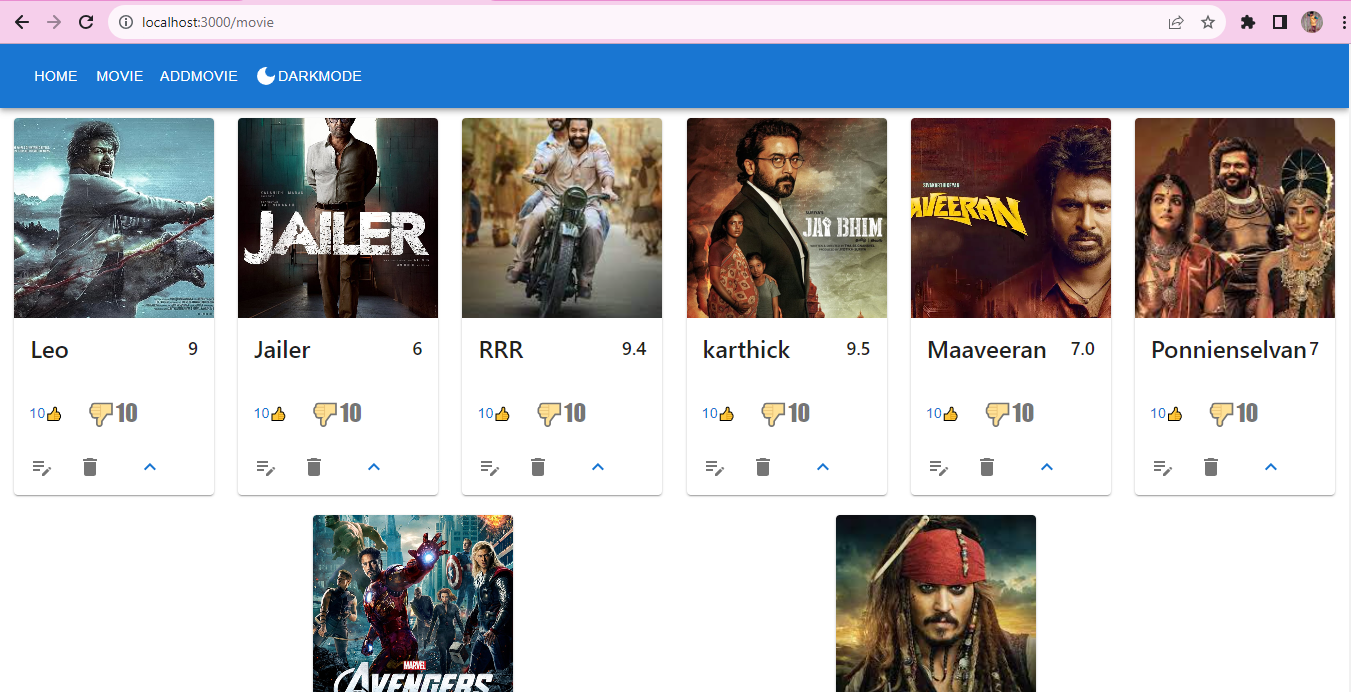 localhost:3000/movie
HOME MOVIE ADDMOVIE DARKMODE
JAILER
JAI BHIM
SIVAKARTHIKEYAN
AVEERAN
Leo 9
Jailer 6
RRR 9.4
karthick 9.5
Maaveeran 7.0
Ponnienselvan 7
10 10
10 10
10 10
10 10
10 10
10 10
MARVEL
AVENGERS